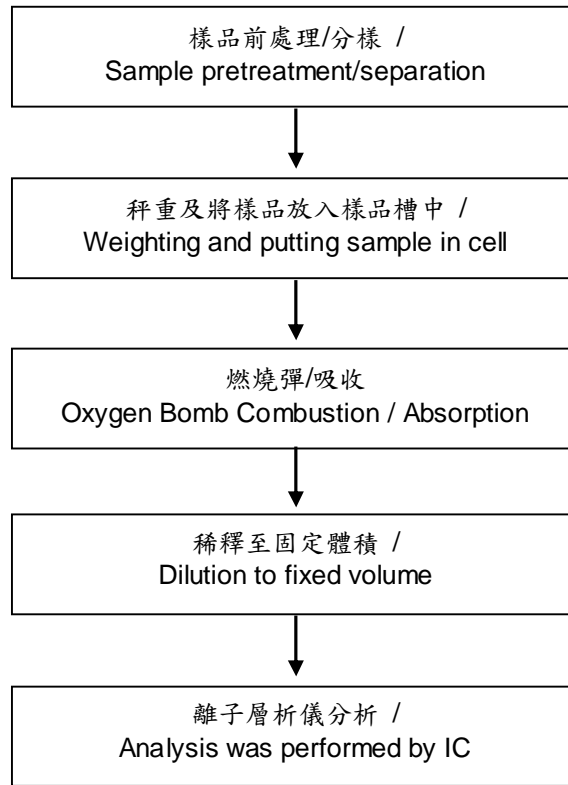 樣品前處理/分樣 /
Sample pretreatment/separation
秤重及將樣品放入樣品槽中 /
Weighting and putting sample in cell
燃燒彈/吸收
Oxygen Bomb Combustion / Absorption
稀釋至固定體積 /
Dilution to fixed volume
離子層析儀分析 /
Analysis was performed by IC